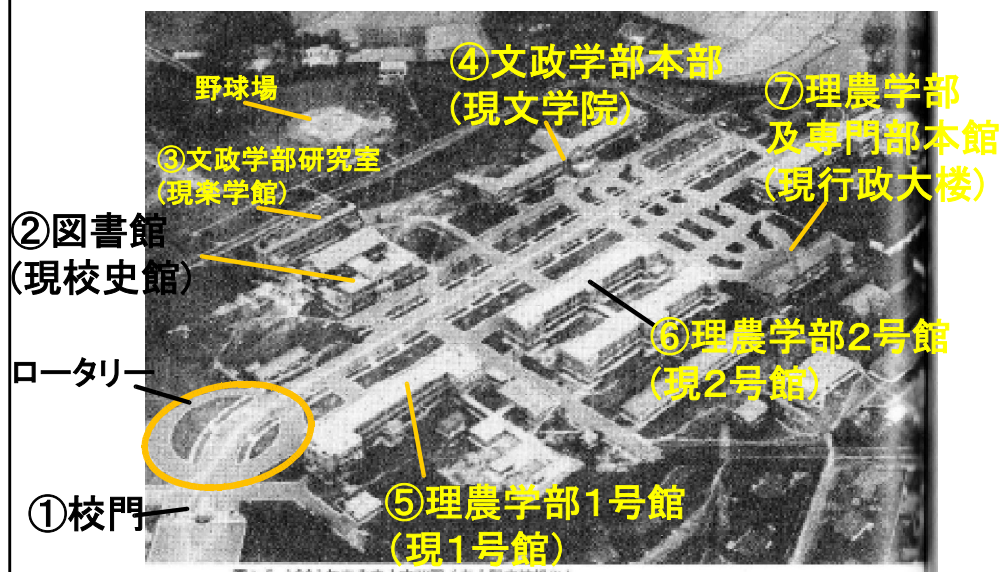 ④文政学部本部
(現文学院)
⑦理農学部
及専門部本館
(現行政大楼)
野球場
③文政学部研究室
(現楽学館)
②図書館
(現校史館)
⑥理農学部２号館
(現２号館)
ロータリー
①校門
⑤理農学部１号館
(現１号館)